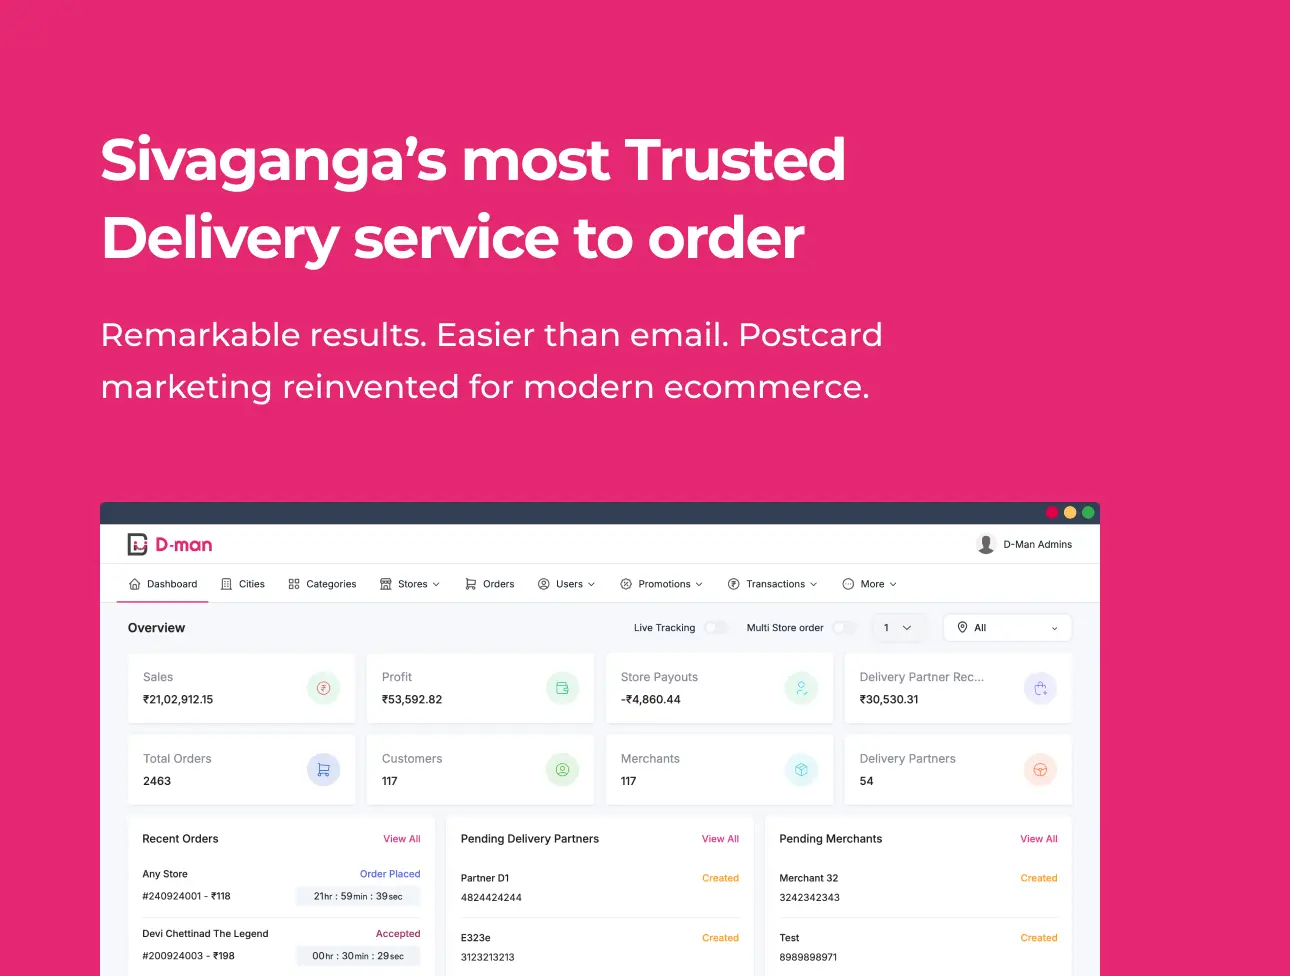 Sivaganga’s most Trusted
Delivery service to order
Remarkable results. Easier than email. Postcard
marketing reinvented for modern ecommerce.
D-man
D-Man Admins
Dashboard Cities Categories Stores Orders Users Promotions Transactions More
Overview
Live Tracking Multi Store order 1 All
Sales Profit Store Payouts Delivery Partner Rec...
₹21,02,912.15 ₹53,592.82 -₹4,860.44 ₹30,530.31
Total Orders Customers Merchants Delivery Partners
2463 117 117 54
Recent Orders View All
Any Store Order Placed
#240924001 - ₹118 21hr : 59min : 39sec
Devi Chettinad The Legend Accepted
#200924003 - ₹198 00hr : 30min : 29sec
Pending Delivery Partners View All
Partner D1 Created
4824424244
E323e Created
3123213213
Pending Merchants View All
Merchant 32 Created
3242342343
Test Created
8989898971